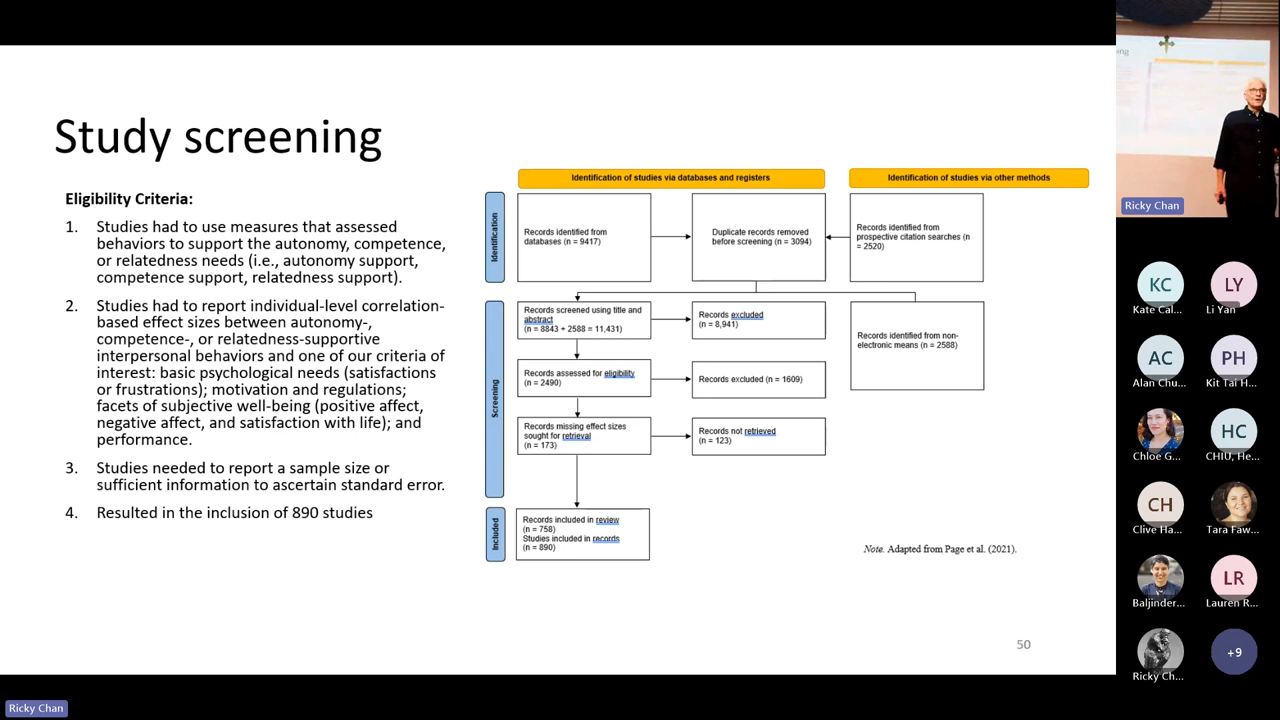 Study screening
Eligibility Criteria:
1. Studies had to use measures that assessed
behaviors to support the autonomy, competence,
or relatedness needs (i.e., autonomy support,
competence support, relatedness support).
2. Studies had to report individual-level correlation-
based effect sizes between autonomy-,
competence-, or relatedness-supportive
interpersonal behaviors and one of our criteria of
interest: basic psychological needs (satisfactions
or frustrations); motivation and regulations;
facets of subjective well-being (positive affect,
negative affect, and satisfaction with life); and
performance.
3. Studies needed to report a sample size or
sufficient information to ascertain standard error.
4. Resulted in the inclusion of 890 studies
Identification of studies via databases and registers
Identification of studies via other methods
Identification
Records identified from
databases (n = 9417)
Duplicate records removed
before screening (n = 3094)
Records identified from
prospective citation searches (n
= 2520)
Screening
Records screened using title and
abstract
(n = 8843 + 2588 = 11,431)
Records excluded
(n = 8,941)
Records identified from non-
electronic means (n = 2588)
Records assessed for eligibility
(n = 2490)
Records excluded (n = 1609)
Records missing effect sizes
sought for retrieval
(n = 173)
Records not retrieved
(n = 123)
Included
Records included in review
(n = 758)
Studies included in records
(n = 890)
Note. Adapted from Page et al. (2021).
50
Ricky Chan
Ricky Chan
KC
Kate Cal...
LY
Li Yan
AC
Alan Chu...
PH
Kit Tai H...
Chloe G...
HC
CHIU, He...
CH
Clive Ha...
Tara Faw...
Baljinder...
LR
Lauren R...
Ricky Ch...
+9